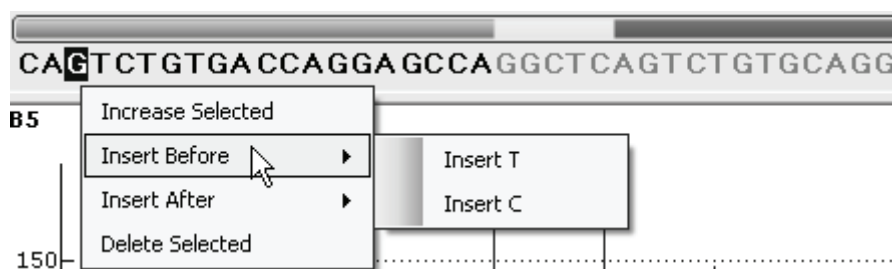 CAGTCTGTGACCAGGAGCCAGGCTCAGTCTGTGCAGG
B5
Increase Selected
Insert Before
Insert T
Insert After
Insert C
Delete Selected
150